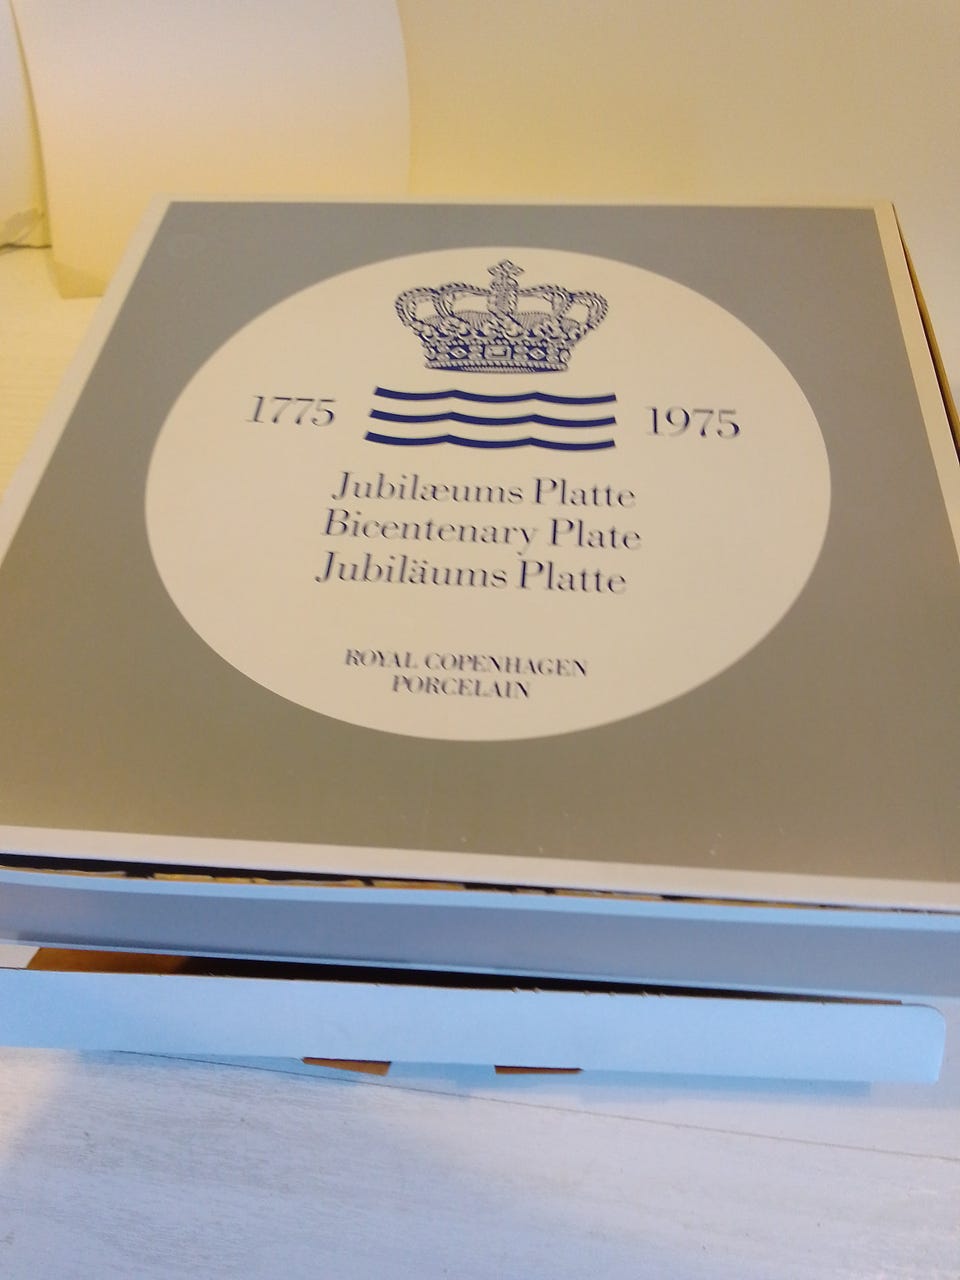 1775 1975
Jubilæums Platte
Bicentenary Plate
Jubiläums Platte
ROYAL COPENHAGEN
PORCELAIN